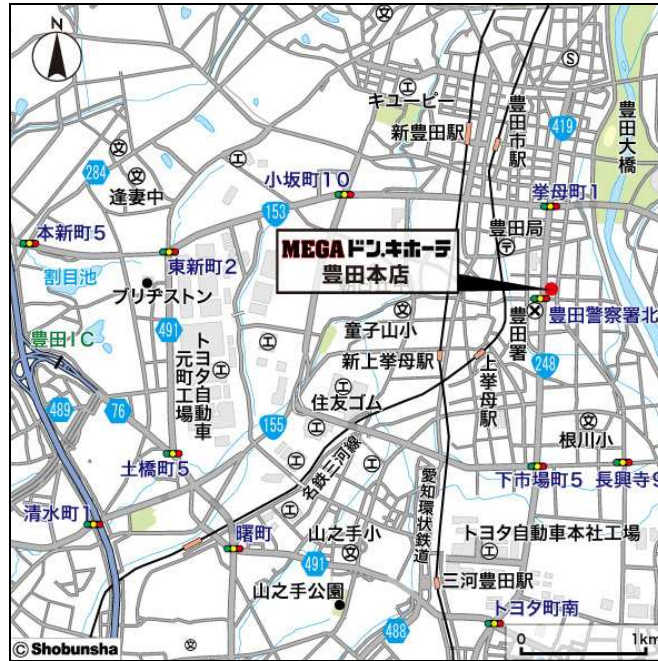 N
キユーピー
新豊田駅
豊田市駅
419
豊田大橋
284
逢妻中
小坂町10
挙母町1
153
本新町5
東新町2
豊田局
MEGAドン.キホーテ
豊田本店
割目池
ブリヂストン
豊田警察署北
豊田署
豊田IC
491
トヨタ自動車
元町工場
童子山小
新上挙母駅
上挙母駅
248
489
76
155
住友ゴム
根川小
土橋町5
名鉄三河線
愛知環状鉄道
下市場町5
長興寺9
清水町1
曙町
山之手小
トヨタ自動車本社工場
491
山之手公園
三河豊田駅
488
トヨタ町南
© Shobunsha
0
1km